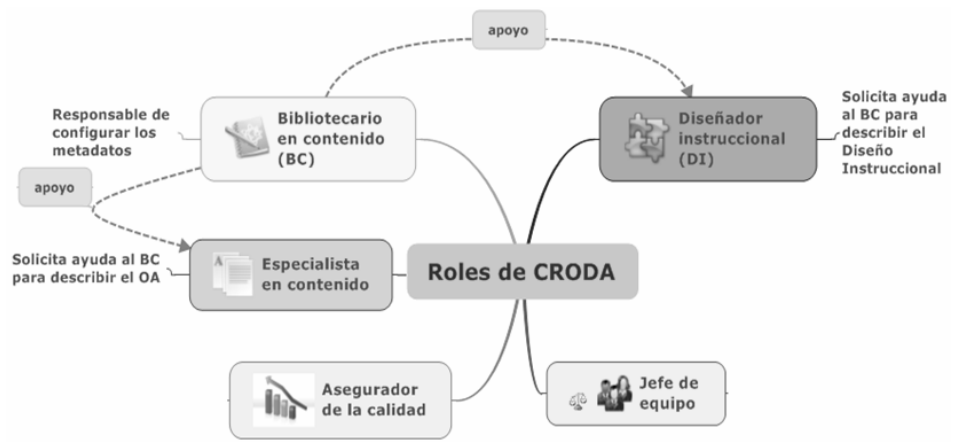 apoyo
Responsable de
configurar los
metadatos
Bibliotecario
en contenido
(BC)
Diseñador
instruccional
(DI)
Solicita ayuda
al BC para
describir el
Diseño
Instruccional
apoyo
Solicita ayuda al BC
para describir el OA
Especialista
en contenido
Roles de CRODA
Asegurador
de la calidad
Jefe de
equipo